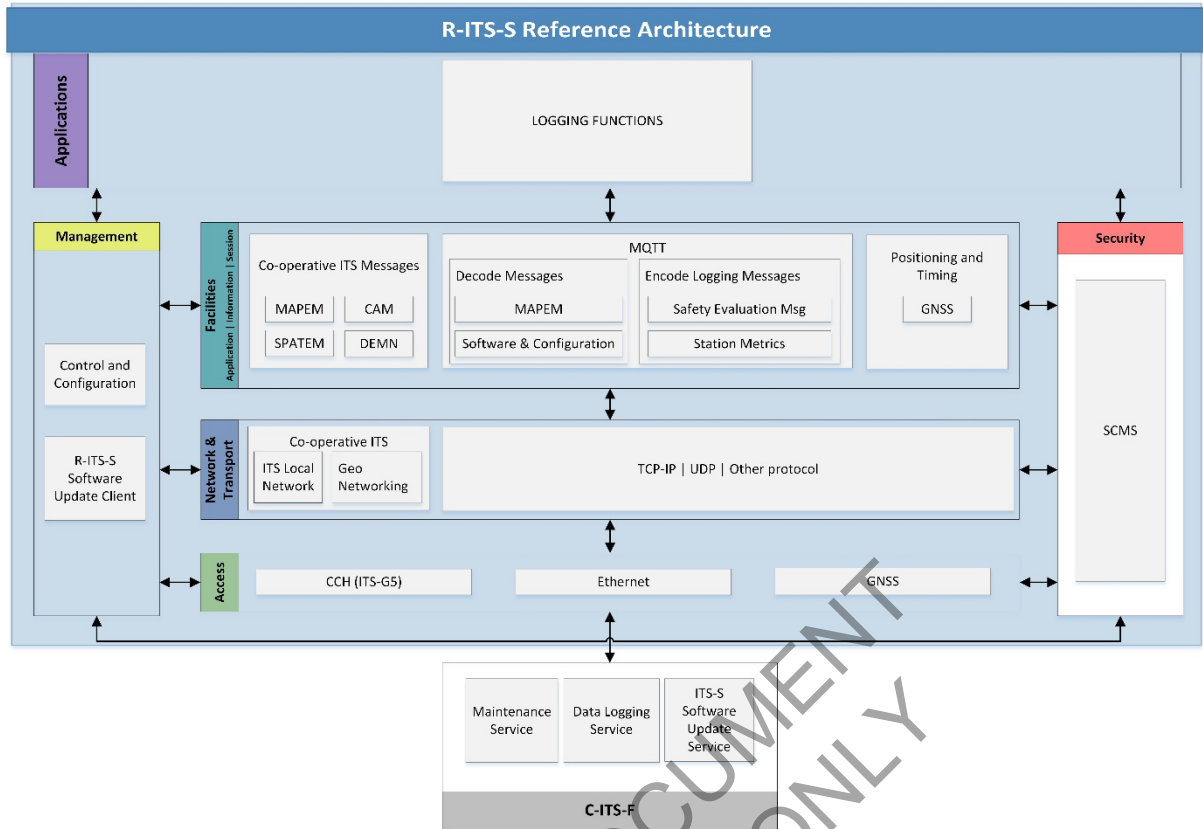 R-ITS-S Reference Architecture
Applications
LOGGING FUNCTIONS
Management
Control and
Configuration
R-ITS-S
Software
Update Client
Facilities
Application | Information | Session
Co-operative ITS Messages
MAPEM
CAM
SPATEM
DEMN
MQTT
Decode Messages
MAPEM
Software & Configuration
Encode Logging Messages
Safety Evaluation Msg
Station Metrics
Positioning and
Timing
GNSS
Security
SCMS
Network &
Transport
Co-operative ITS
ITS Local
Network
Geo
Networking
TCP-IP | UDP | Other protocol
Access
CCH (ITS-G5)
Ethernet
GNSS
Maintenance
Service
Data Logging
Service
ITS-S
Software
Update
Service
C-ITS-F
DOCUMENT
ONLY